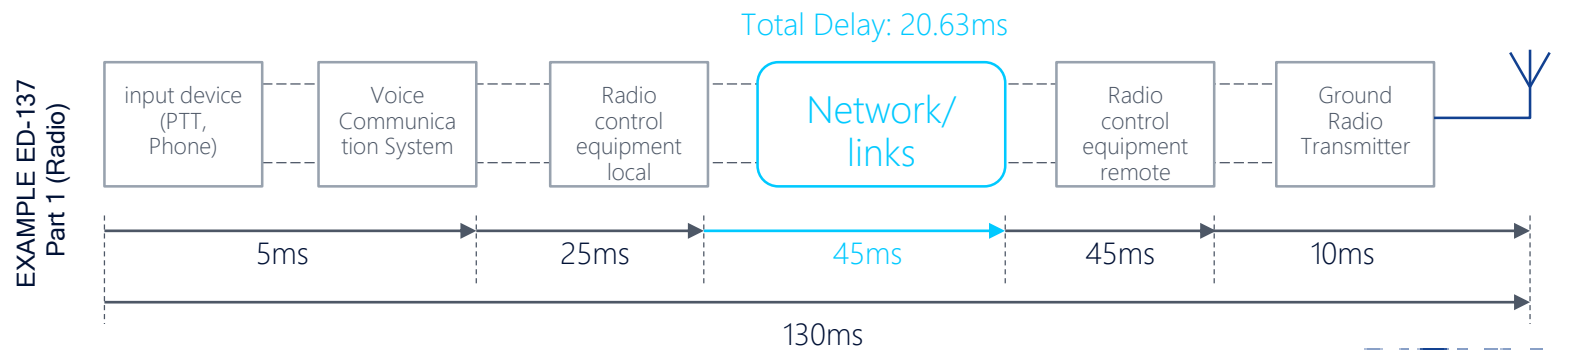 Total Delay: 20.63ms
EXAMPLE ED-137
Part 1 (Radio)
input device
(PTT,
Phone)
Voice
Communica
tion System
Radio
control
equipment
local
Network/
links
Radio
control
equipment
remote
Ground
Radio
Transmitter
5ms
25ms
45ms
45ms
10ms
130ms